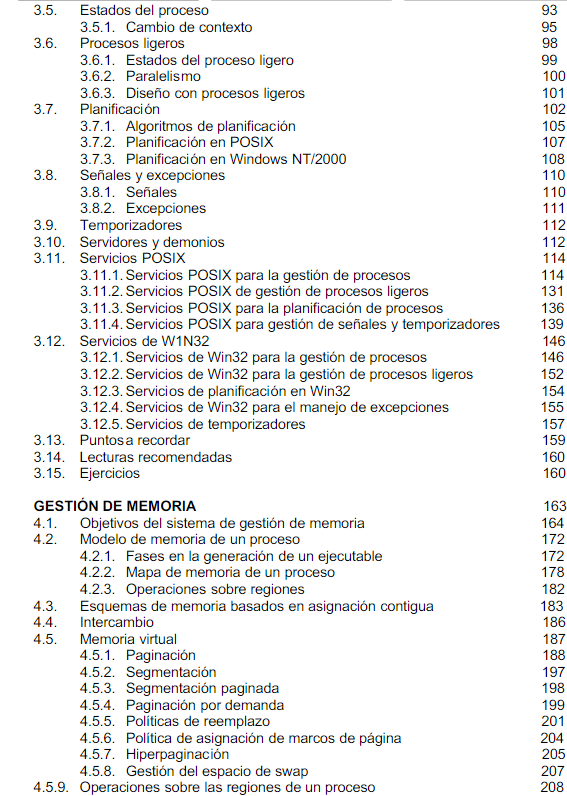 3.5. Estados del proceso 93
3.5.1. Cambio de contexto 95
3.6. Procesos ligeros 98
3.6.1. Estados del proceso ligero 99
3.6.2. Paralelismo 100
3.6.3. Diseño con procesos ligeros 101
3.7. Planificación 102
3.7.1. Algoritmos de planificación 105
3.7.2. Planificación en POSIX 107
3.7.3. Planificación en Windows NT/2000 108
3.8. Señales y excepciones 110
3.8.1. Señales 110
3.8.2. Excepciones 111
3.9. Temporizadores 112
3.10. Servidores y demonios 112
3.11. Servicios POSIX 114
3.11.1. Servicios POSIX para la gestión de procesos 114
3.11.2. Servicios POSIX de gestión de procesos ligeros 131
3.11.3. Servicios POSIX para la planificación de procesos 136
3.11.4. Servicios POSIX para gestión de señales y temporizadores 139
3.12. Servicios de W1N32 146
3.12.1. Servicios de Win32 para la gestión de procesos 146
3.12.2. Servicios de Win32 para la gestión de procesos ligeros 152
3.12.3. Servicios de planificación en Win32 154
3.12.4. Servicios de Win32 para el manejo de excepciones 155
3.12.5. Servicios de temporizadores 157
3.13. Puntos a recordar 159
3.14. Lecturas recomendadas 160
3.15. Ejercicios 160
GESTIÓN DE MEMORIA 163
4.1. Objetivos del sistema de gestión de memoria 164
4.2. Modelo de memoria de un proceso 172
4.2.1. Fases en la generación de un ejecutable 172
4.2.2. Mapa de memoria de un proceso 178
4.2.3. Operaciones sobre regiones 182
4.3. Esquemas de memoria basados en asignación contigua 183
4.4. Intercambio 186
4.5. Memoria virtual 187
4.5.1. Paginación 188
4.5.2. Segmentación 197
4.5.3. Segmentación paginada 198
4.5.4. Paginación por demanda 199
4.5.5. Políticas de reemplazo 201
4.5.6. Política de asignación de marcos de página 204
4.5.7. Hiperpaginación 205
4.5.8. Gestión del espacio de swap 207
4.5.9. Operaciones sobre las regiones de un proceso 208